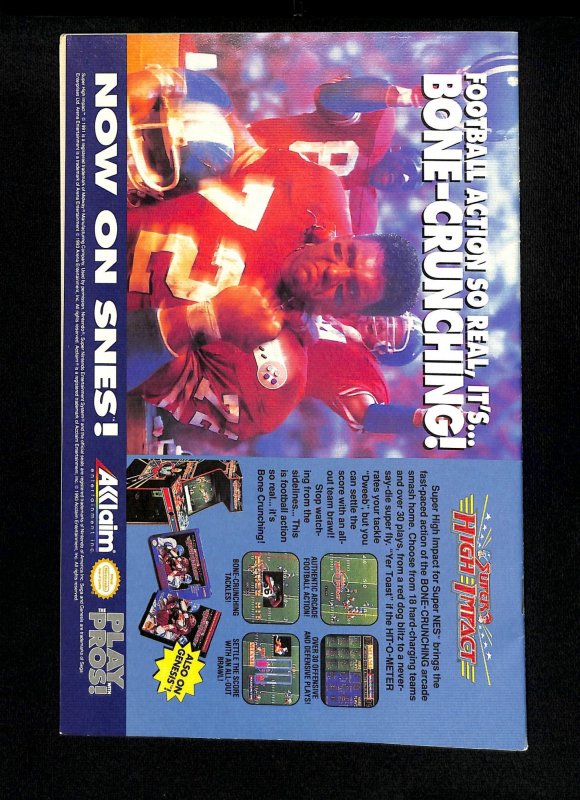 FOOTBALL ACTION SO REAL, IT'S...
BONE-CRUNCHING!
72
8
SUPER
HIGH IMPACT
Super High Impact for Super NES® brings the
fast-paced action of the BONE-CRUNCHING arcade
smash home. Choose from 18 hard-charging teams
and over 30 plays, from a red dog blitz to a never-
say-die super fly. "Yer Toast" if the HIT-O-METER
rates your tackle
"Dweeb", but you
can settle the
score with an all-
out team brawl!
Stop watch-
ing from the
sidelines... This
is football action
so real... it's
Bone Crunching!
AUTHENTIC ARCADE
FOOTBALL ACTION!
OVER 30 OFFENSIVE
AND DEFENSIVE PLAYS!
BONE-CRUNCHING
TACKLES!
SETTLE THE SCORE
WITH AN ALL-OUT
BRAWL!
ALSO ON
GENESIS™!
NOW ON SNES!
AKlaim
entertainment inc.
PLAY
WITH
THE
PROS!